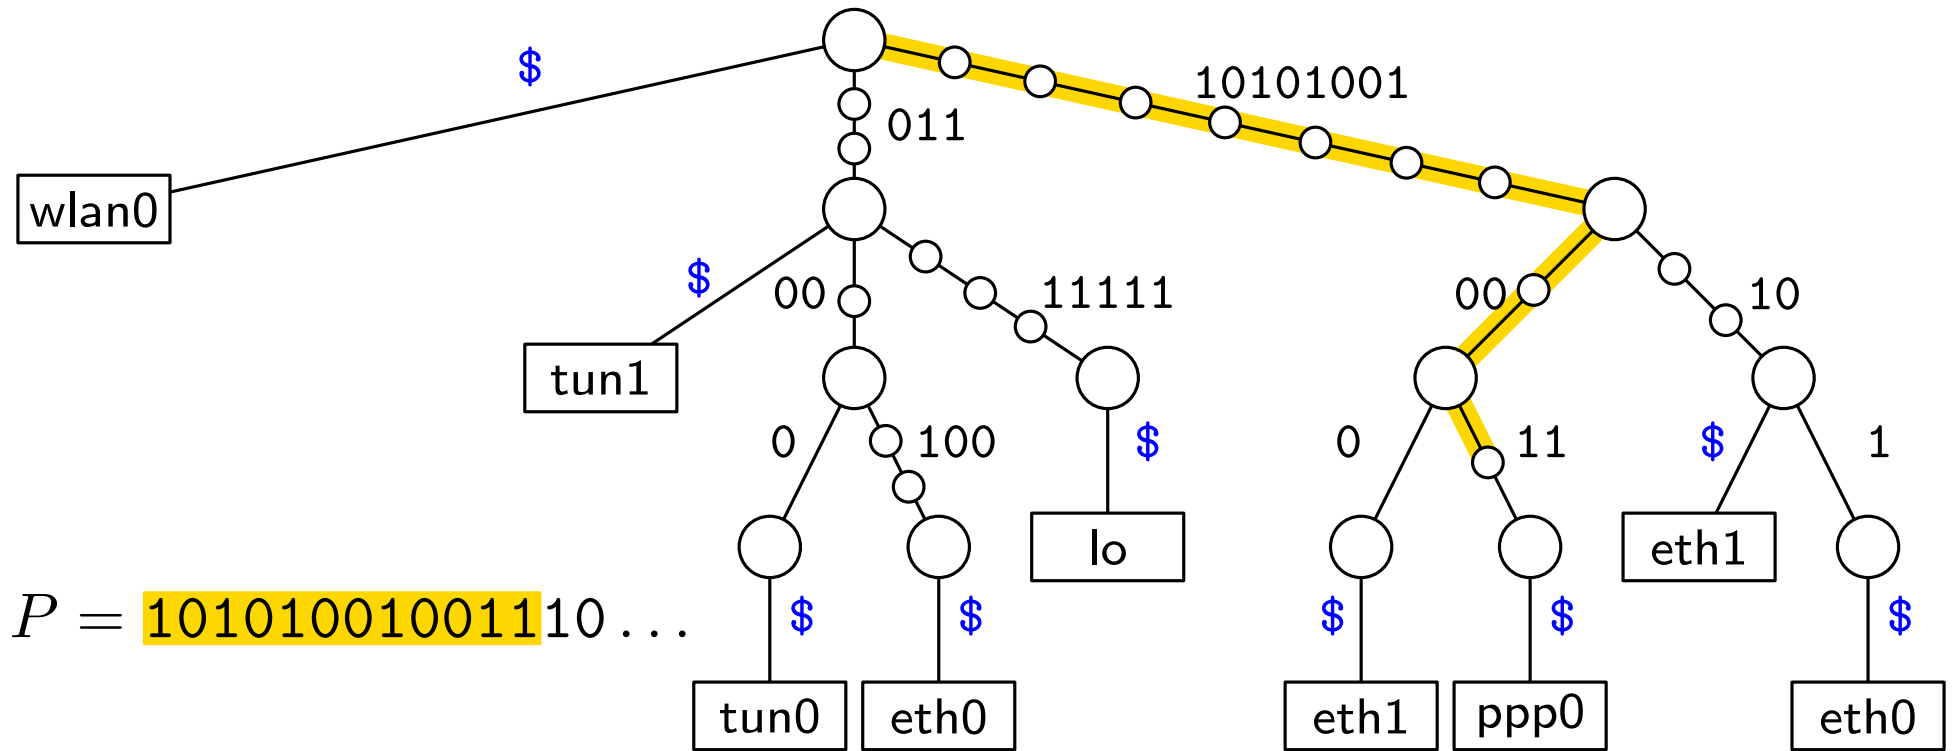 $
10101001
011
wlan0
$
00
11111
00
10
tun1
0
100
$
0
11
$
1
lo
eth1
P = 10101001001110 . . .
$
$
$
$
$
tun0
eth0
eth1
ppp0
eth0